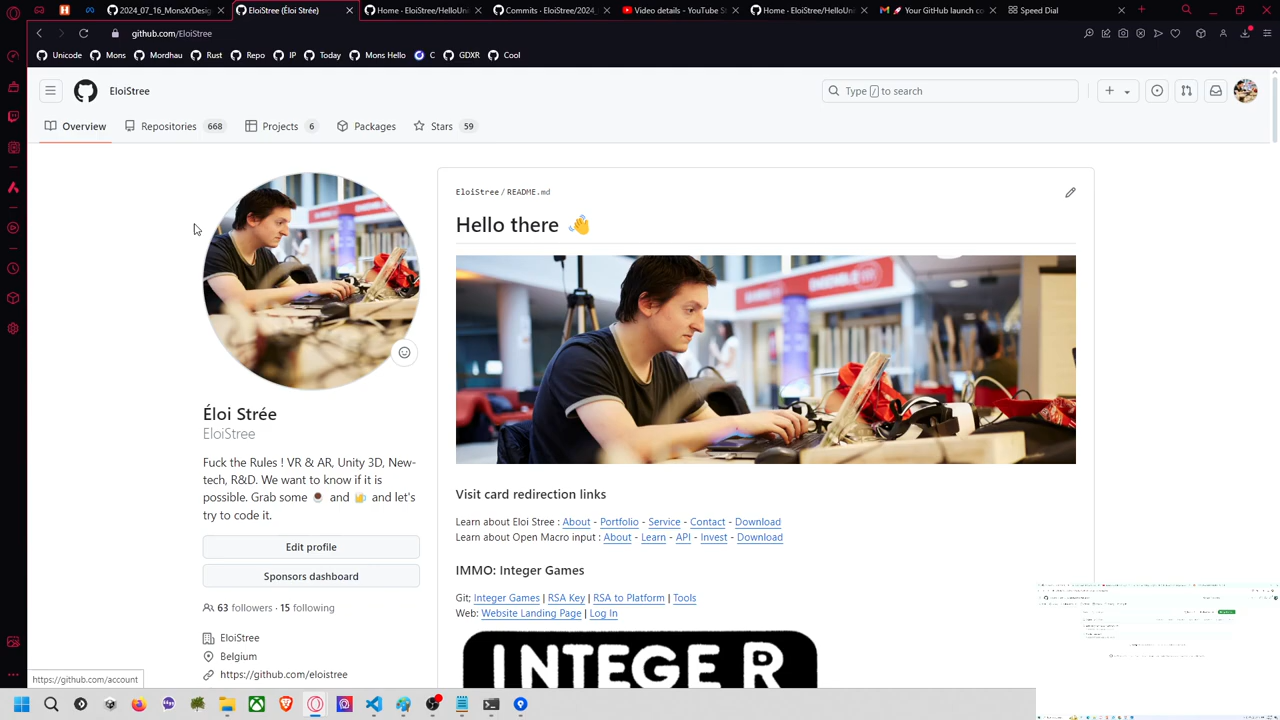 2024_07_16_MonsXrDesig
EloiStree (Éloi Strée)
Home · EloiStree/HelloUni
Commits · EloiStree/2024_
Video details - YouTube S
Home · EloiStree/HelloUni
🚀 Your GitHub launch co
Speed Dial
github.com/EloiStree
Unicode
Mons
Mordhau
Rust
Repo
IP
Today
Mons Hello
C
GDXR
Cool
EloiStree
Type / to search
Overview
Repositories 668
Projects 6
Packages
Stars 59
EloiStree / README.md
Hello there 👋
Éloi Strée
EloiStree
Fuck the Rules ! VR & AR, Unity 3D, New-
tech, R&D. We want to know if it is
possible. Grab some ☕ and 🍻 and let's
try to code it.
Edit profile
Sponsors dashboard
63 followers · 15 following
EloiStree
Belgium
https://github.com/eloistree
Visit card redirection links
Learn about Eloi Stree : About - Portfolio - Service - Contact - Download
Learn about Open Macro input : About - Learn - API - Invest - Download
IMMO: Integer Games
Git: Integer Games | RSA Key | RSA to Platform | Tools
Web: Website Landing Page | Log In
INTEGER
https://github.com/account